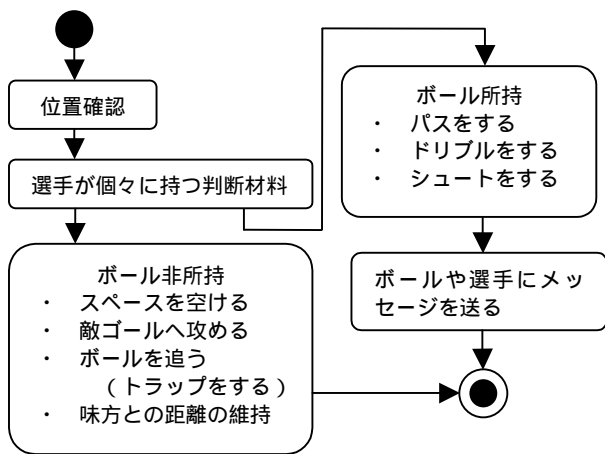 位置確認
選手が個々に持つ判断材料
ボール非所持
・ スペースを空ける
・ 敵ゴールへ攻める
・ ボールを追う
（トラップをする）
・ 味方との距離の維持
ボール所持
・ パスをする
・ ドリブルをする
・ シュートをする
ボールや選手にメッ
セージを送る